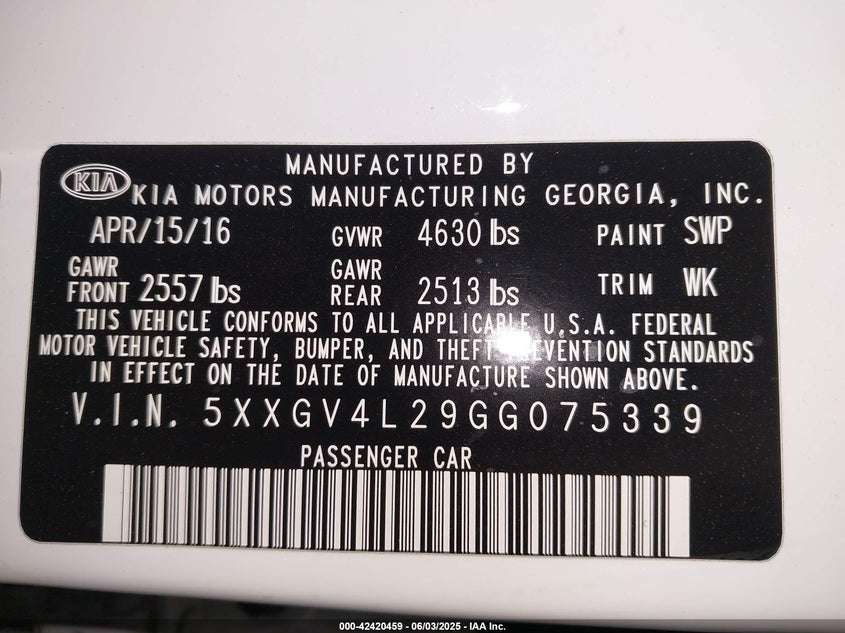 MANUFACTURED BY
KIA KIA MOTORS MANUFACTURING GEORGIA, INC.
APR/15/16 GVWR 4630 lbs PAINT SWP
GAWR FRONT 2557 lbs GAWR REAR 2513 lbs TRIM WK
THIS VEHICLE CONFORMS TO ALL APPLICABLE U.S.A. FEDERAL
MOTOR VEHICLE SAFETY, BUMPER, AND THEFT PREVENTION STANDARDS
IN EFFECT ON THE DATE OF MANUFACTURE SHOWN ABOVE.
V.I.N. 5XXGV4L29GG075339
PASSENGER CAR
000-42420459 - 06/03/2025 - IAA Inc.